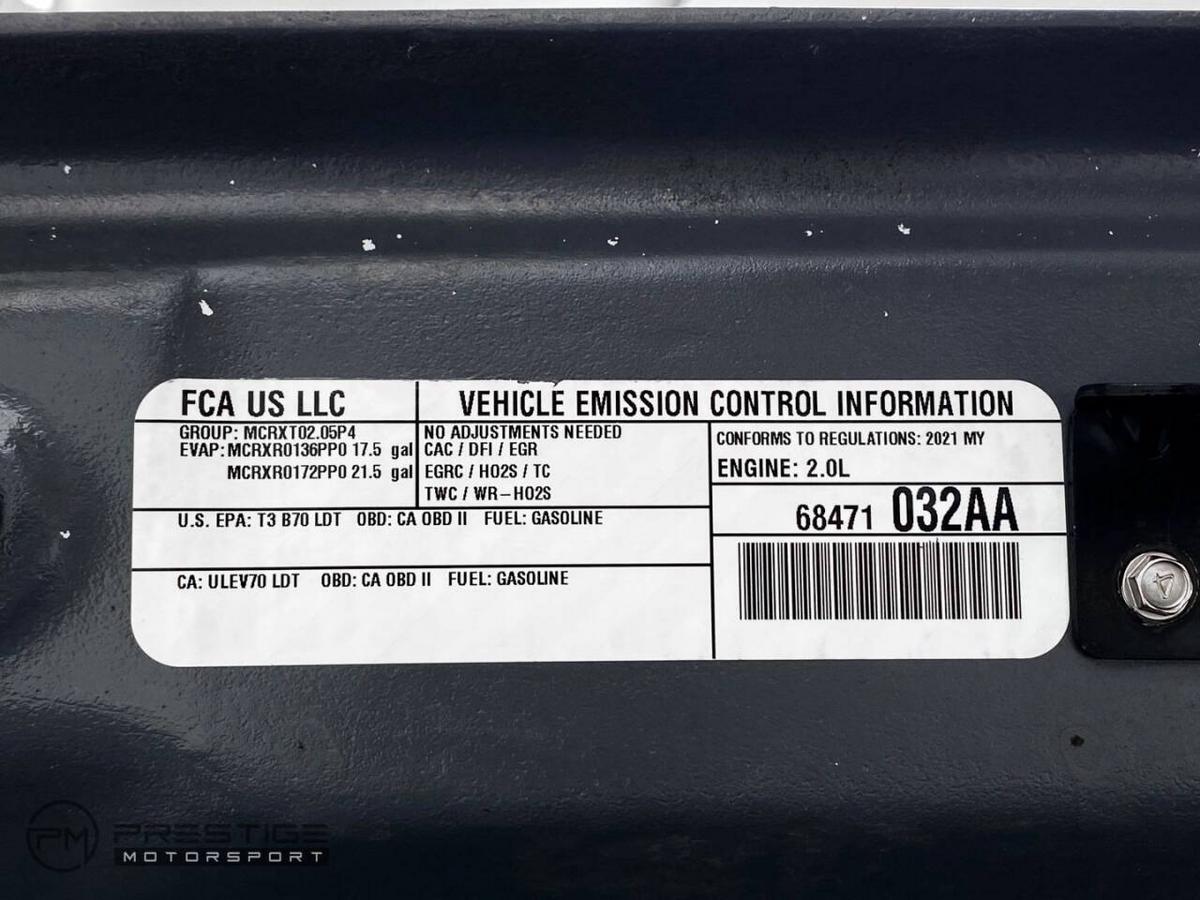 FCA US LLC
VEHICLE EMISSION CONTROL INFORMATION
GROUP: MCRXT02.05P4
EVAP: MCRXR0136PP0 17.5 gal
MCRXR0172PP0 21.5 gal
NO ADJUSTMENTS NEEDED
CAC / DFI / EGR
EGRC / HO2S / TC
TWC / WR-HO2S
CONFORMS TO REGULATIONS: 2021 MY
ENGINE: 2.0L
68471 032AA
U.S. EPA: T3 B70 LDT OBD: CA OBD II FUEL: GASOLINE
CA: ULEV70 LDT OBD: CA OBD II FUEL: GASOLINE
4
PM PRESTIGE
MOTORSPORT